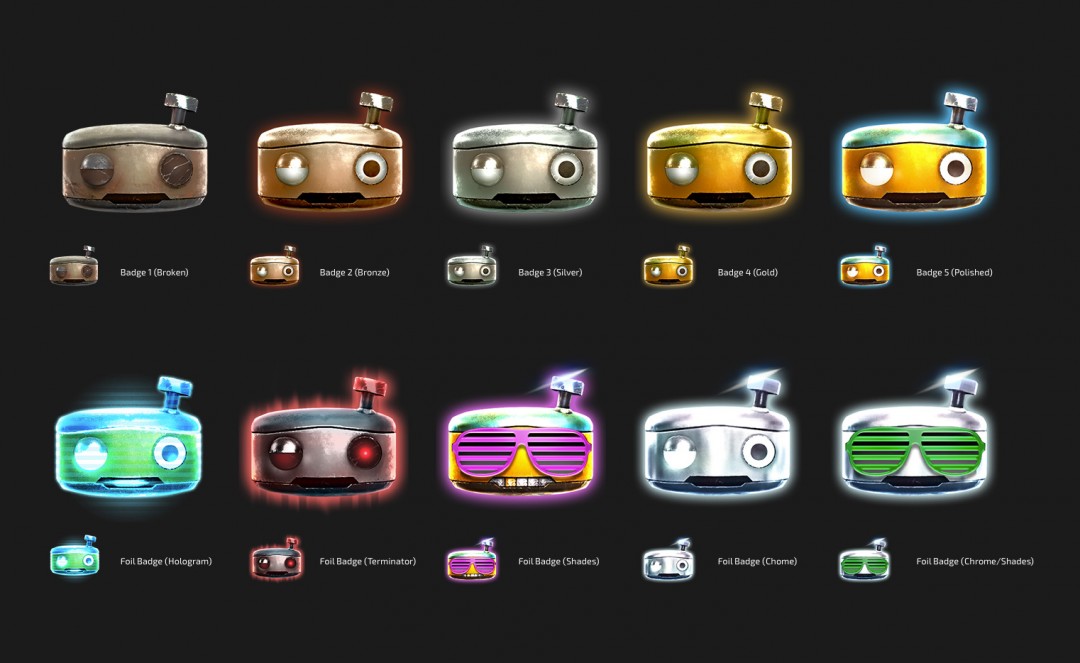 Badge 1 (Broken)
Badge 2 (Bronze)
Badge 3 (Silver)
Badge 4 (Gold)
Badge 5 (Polished)
Foil Badge (Hologram)
Foil Badge (Terminator)
Foil Badge (Shades)
Foil Badge (Chome)
Foil Badge (Chrome/Shades)